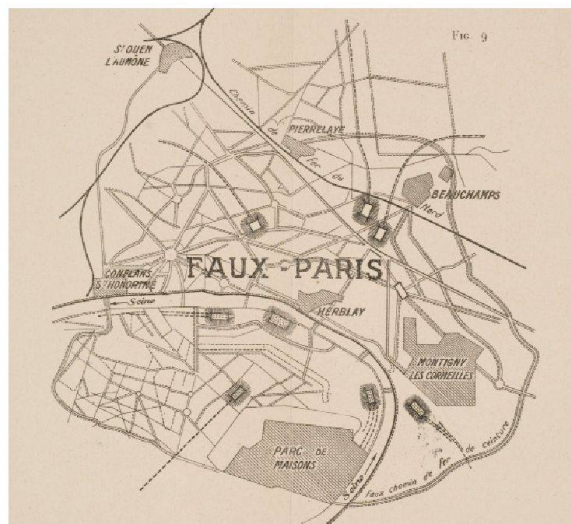 Fig. 9
St OUEN
L'AUMÔNE
Chemin de fer du Nord
PIERRELAYE
BEAUCHAMPS
FAUX-PARIS
CONFLANS
St HONORINE
Seine
HERBLAY
MONTIGNY
LES CORMEILLES
PARC DE
MAISONS
Seine
Faux chemin de fer de ceinture